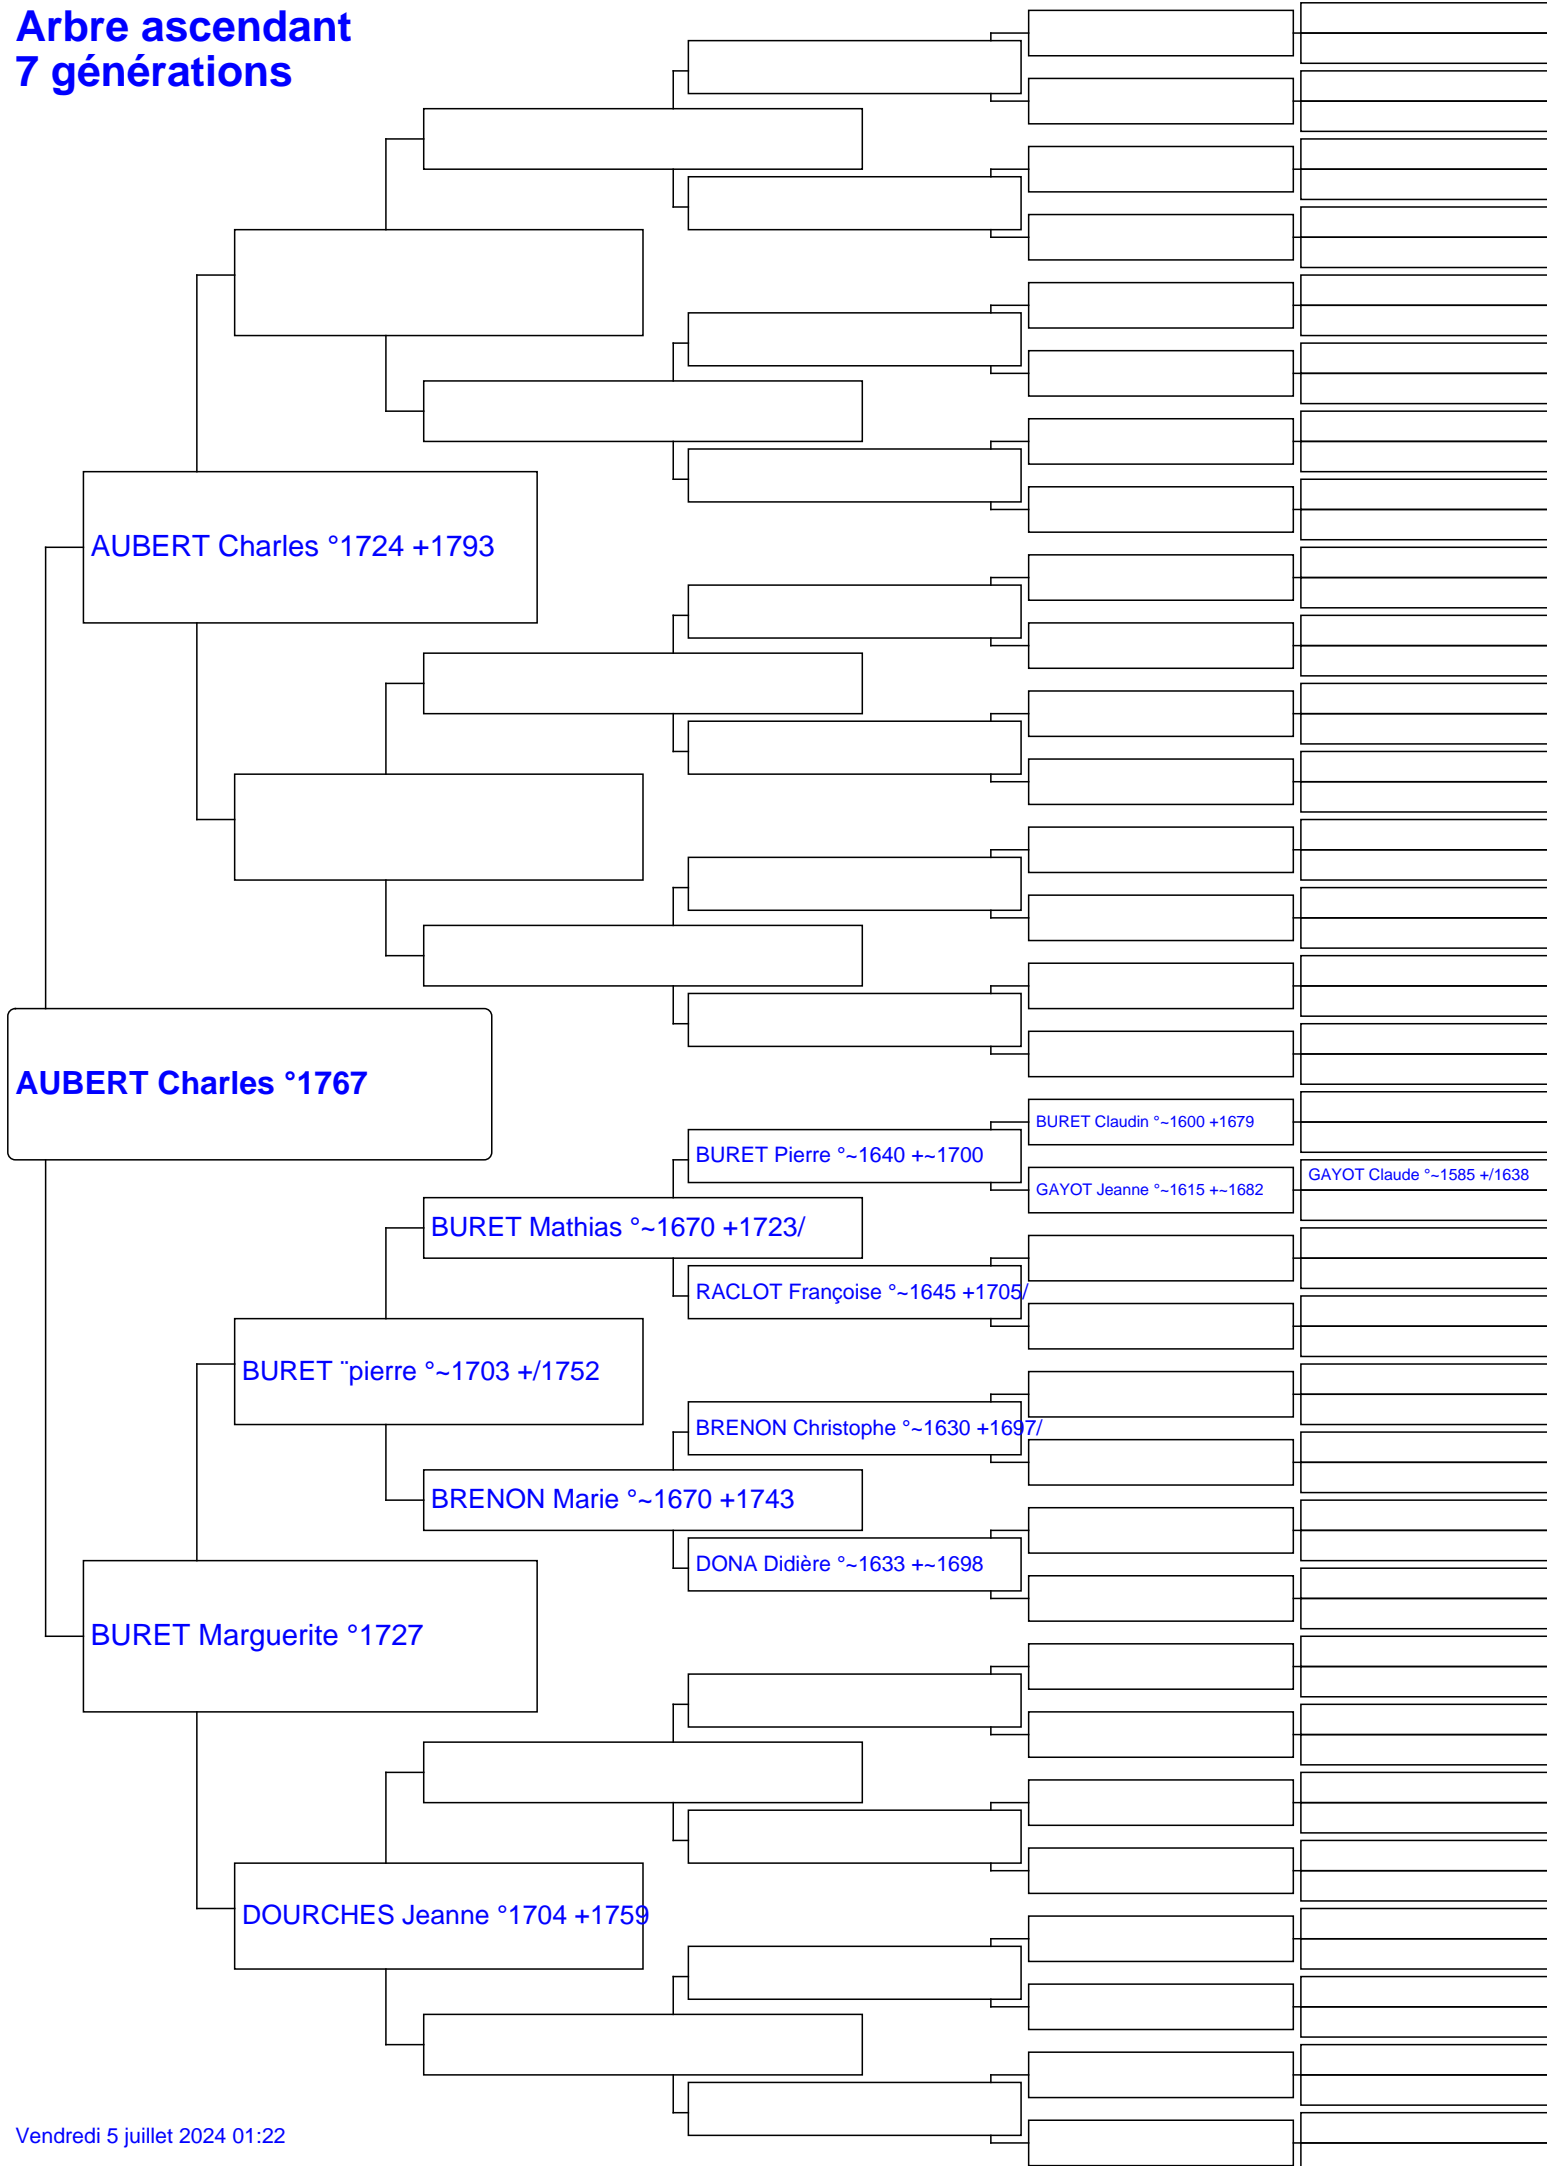 Arbre ascendant
7 générations
AUBERT Charles °1724 +1793
AUBERT Charles °1767
BURET Claudin °~1600 +1679
BURET Pierre °~1640 +~1700
GAYOT Claude °~1585 +/1638
GAYOT Jeanne °~1615 +~1682
BURET Mathias °~1670 +1723/
RACLOT Françoise °~1645 +1705/
BURET ¨pierre °~1703 +/1752
BRENON Christophe °~1630 +1697/
BRENON Marie °~1670 +1743
DONA Didière °~1633 +~1698
BURET Marguerite °1727
DOURCHES Jeanne °1704 +1759
Vendredi 5 juillet 2024 01:22